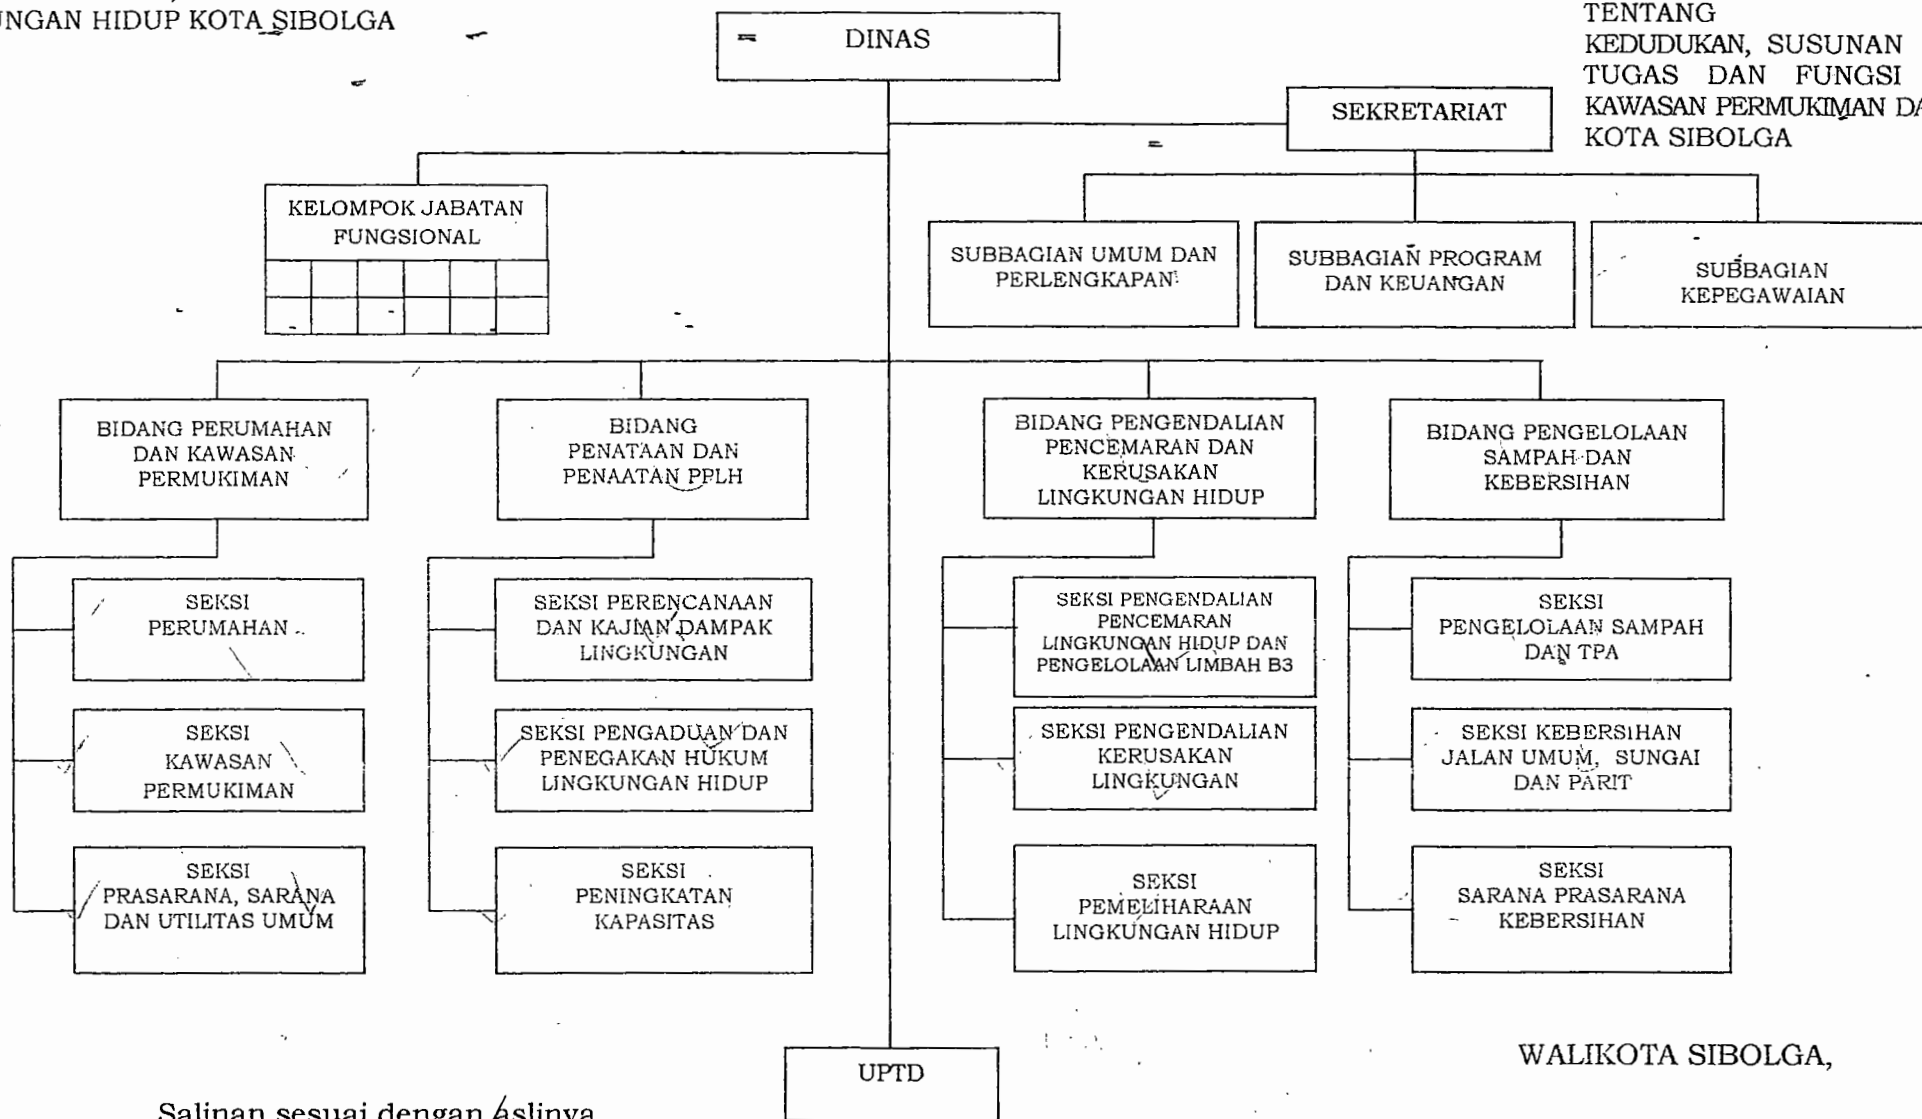 HIDUP KOTA SIBOLGA
TENTANG
KEDUDUKAN, SUSUNAN
TUGAS DAN FUNGSI
KAWASAN PERMUKIMAN
KOTA SIBOLGA
DINAS
SEKRETARIAT
KELOMPOK JABATAN
FUNGSIONAL
SUBBAGIAN UMUM DAN
PERLENGKAPAN
SUBBAGIAN PROGRAM
DAN KEUANGAN
SUBBAGIAN
KEPEGAWAIAN
BIDANG PERUMAHAN
DAN KAWASAN
PERMUKIMAN
BIDANG
PENATAAN DAN
PENAATAN PPLH
BIDANG PENGENDALIAN
PENCEMARAN DAN
KERUSAKAN
LINGKUNGAN HIDUP
BIDANG PENGELOLAAN
SAMPAH DAN
KEBERSIHAN
SEKSI
PERUMAHAN
SEKSI
KAWASAN
PERMUKIMAN
SEKSI
PRASARANA, SARANA
DAN UTILITAS UMUM
SEKSI PERENCANAAN
DAN KAJIAN DAMPAK
LINGKUNGAN
SEKSI PENGADUAN DAN
PENEGAKAN HUKUM
LINGKUNGAN HIDUP
SEKSI
PENINGKATAN
KAPASITAS
SEKSI PENGENDALIAN
PENCEMARAN
LINGKUNGAN HIDUP DAN
PENGELOLAAN LIMBAH B3
SEKSI PENGENDALIAN
KERUSAKAN
LINGKUNGAN
SEKSI
PEMELIHARAAN
LINGKUNGAN HIDUP
SEKSI
PENGELOLAAN SAMPAH
DAN TPA
SEKSI KEBERSIHAN
JALAN UMUM, SUNGAI
DAN PARIT
SEKSI
SARANA PRASARANA
KEBERSIHAN
UPTD
WALIKOTA SIBOLGA,
Salinan sesuai dengan aslinya